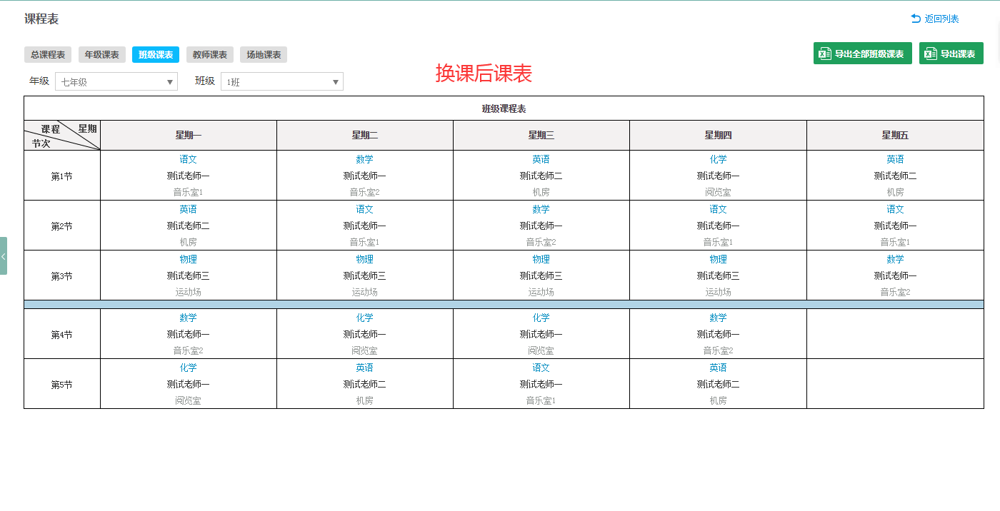 课程表
返回列表
总课程表 年级课表 班级课表 教师课表 场地课表
导出全部班级课表 导出课表
换课后课表
年级 七年级 班级 1班
班级课程表
课程 星期 节次 星期一 星期二 星期三 星期四 星期五
语文 数学 英语 化学 英语
第1节 测试老师一 测试老师一 测试老师二 测试老师一 测试老师二
音乐室1 音乐室2 机房 阅览室 机房
英语 语文 数学 语文 语文
第2节 测试老师二 测试老师一 测试老师一 测试老师一 测试老师一
机房 音乐室1 音乐室2 音乐室1 音乐室1
物理 物理 物理 物理 数学
第3节 测试老师三 测试老师三 测试老师三 测试老师三 测试老师一
运动场 运动场 运动场 运动场 音乐室2
数学 化学 化学 数学
第4节 测试老师一 测试老师一 测试老师一 测试老师一
音乐室2 阅览室 阅览室 音乐室2
化学 英语 语文 英语
第5节 测试老师一 测试老师二 测试老师一 测试老师二
阅览室 机房 音乐室1 机房